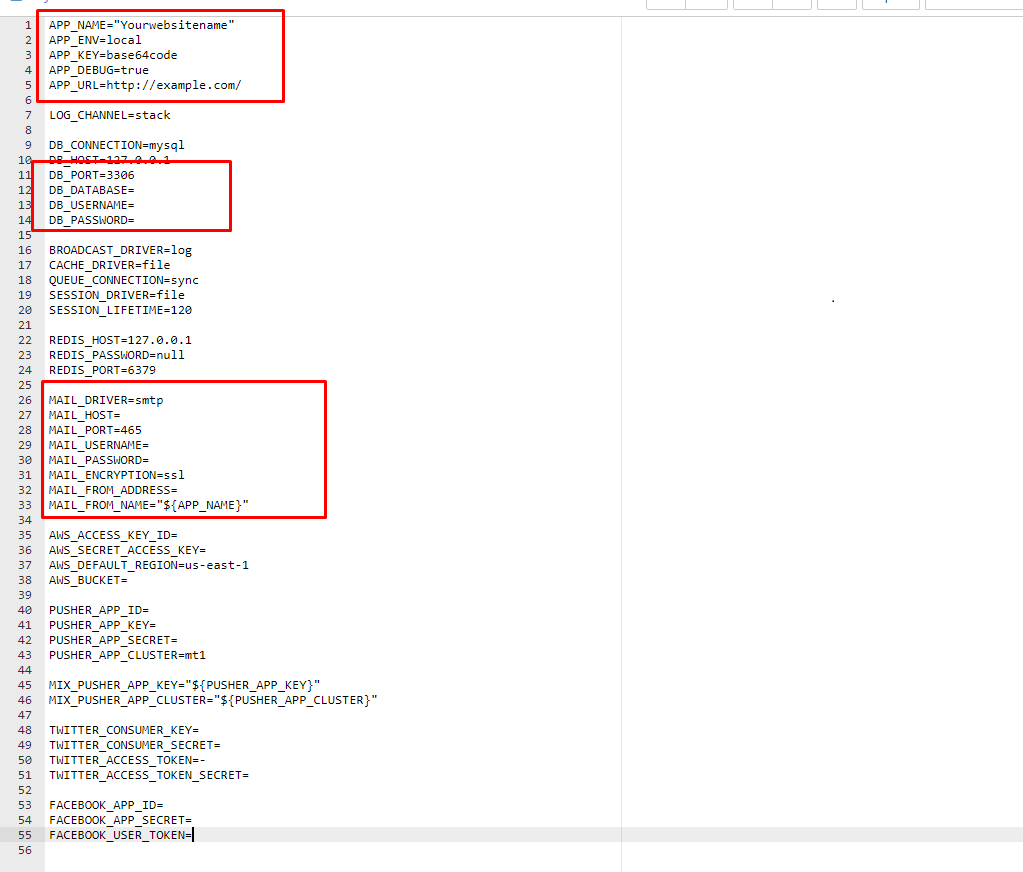 1 APP_NAME="Yourwebsitename"
2 APP_ENV=local
3 APP_KEY=base64code
4 APP_DEBUG=true
5 APP_URL=http://example.com/
6
7 LOG_CHANNEL=stack
8
9 DB_CONNECTION=mysql
10 DB_HOST=127.0.0.1
11 DB_PORT=3306
12 DB_DATABASE=
13 DB_USERNAME=
14 DB_PASSWORD=
15
16 BROADCAST_DRIVER=log
17 CACHE_DRIVER=file
18 QUEUE_CONNECTION=sync
19 SESSION_DRIVER=file
20 SESSION_LIFETIME=120
21
22 REDIS_HOST=127.0.0.1
23 REDIS_PASSWORD=null
24 REDIS_PORT=6379
25
26 MAIL_DRIVER=smtp
27 MAIL_HOST=
28 MAIL_PORT=465
29 MAIL_USERNAME=
30 MAIL_PASSWORD=
31 MAIL_ENCRYPTION=ssl
32 MAIL_FROM_ADDRESS=
33 MAIL_FROM_NAME="${APP_NAME}"
34
35 AWS_ACCESS_KEY_ID=
36 AWS_SECRET_ACCESS_KEY=
37 AWS_DEFAULT_REGION=us-east-1
38 AWS_BUCKET=
39
40 PUSHER_APP_ID=
41 PUSHER_APP_KEY=
42 PUSHER_APP_SECRET=
43 PUSHER_APP_CLUSTER=mt1
44
45 MIX_PUSHER_APP_KEY="${PUSHER_APP_KEY}"
46 MIX_PUSHER_APP_CLUSTER="${PUSHER_APP_CLUSTER}"
47
48 TWITTER_CONSUMER_KEY=
49 TWITTER_CONSUMER_SECRET=
50 TWITTER_ACCESS_TOKEN=-
51 TWITTER_ACCESS_TOKEN_SECRET=
52
53 FACEBOOK_APP_ID=
54 FACEBOOK_APP_SECRET=
55 FACEBOOK_USER_TOKEN=
56